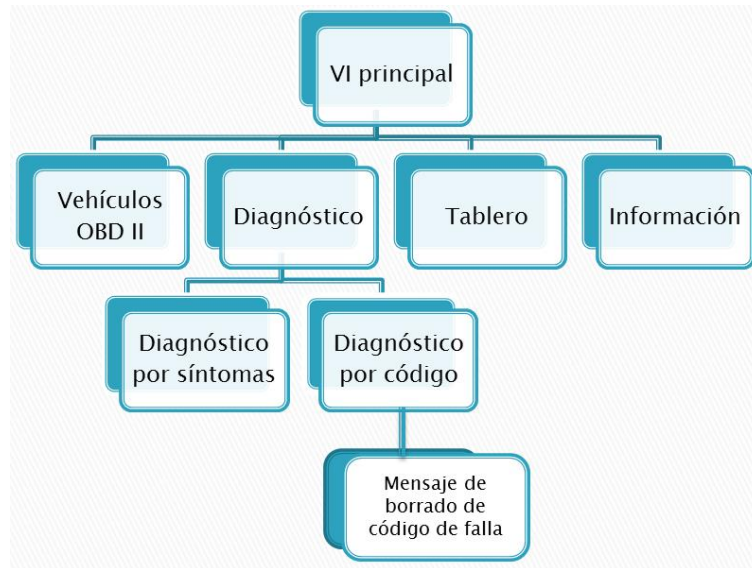 VI principal
Vehículos
OBD II
Diagnóstico
Tablero
Información
Diagnóstico
por síntomas
Diagnóstico
por código
Mensaje de
borrado de
código de falla